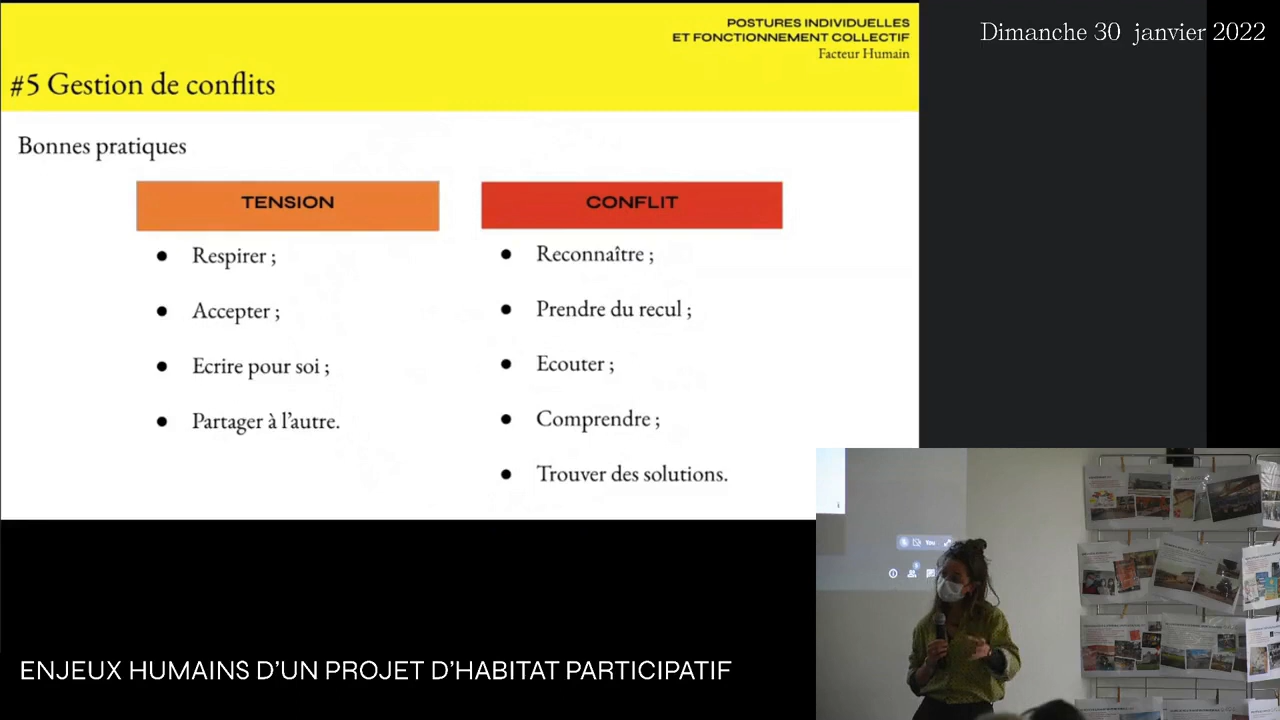 POSTURES INDIVIDUELLES
ET FONCTIONNEMENT COLLECTIF
Facteur Humain
Dimanche 30 janvier 2022
#5 Gestion de conflits
Bonnes pratiques
TENSION
● Respirer ;
● Accepter ;
● Ecrire pour soi ;
● Partager à l’autre.
CONFLIT
● Reconnaître ;
● Prendre du recul ;
● Ecouter ;
● Comprendre ;
● Trouver des solutions.
You
ENJEUX HUMAINS D’UN PROJET D’HABITAT PARTICIPATIF